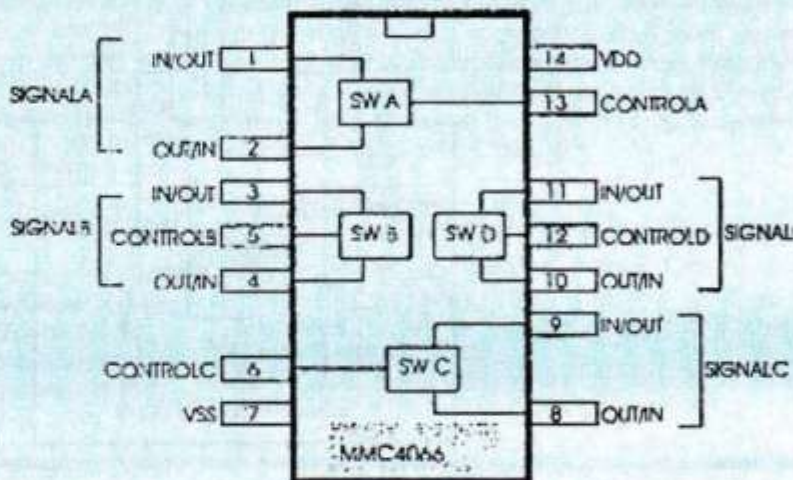 IN/OUT 1
SIGNALA
OUT/IN 2
SW A
14 VDD
13 CONTROLA
IN/OUT 3
SIGNALB
CONTROLB 5
OUT/IN 4
SW B
SW D
11 IN/OUT
12 CONTROLD
10 OUT/IN
SIGNAL
9 IN/OUT
CONTROLC 6
SW C
SIGNALC
VSS 7
8 OUT/IN
MMC4066